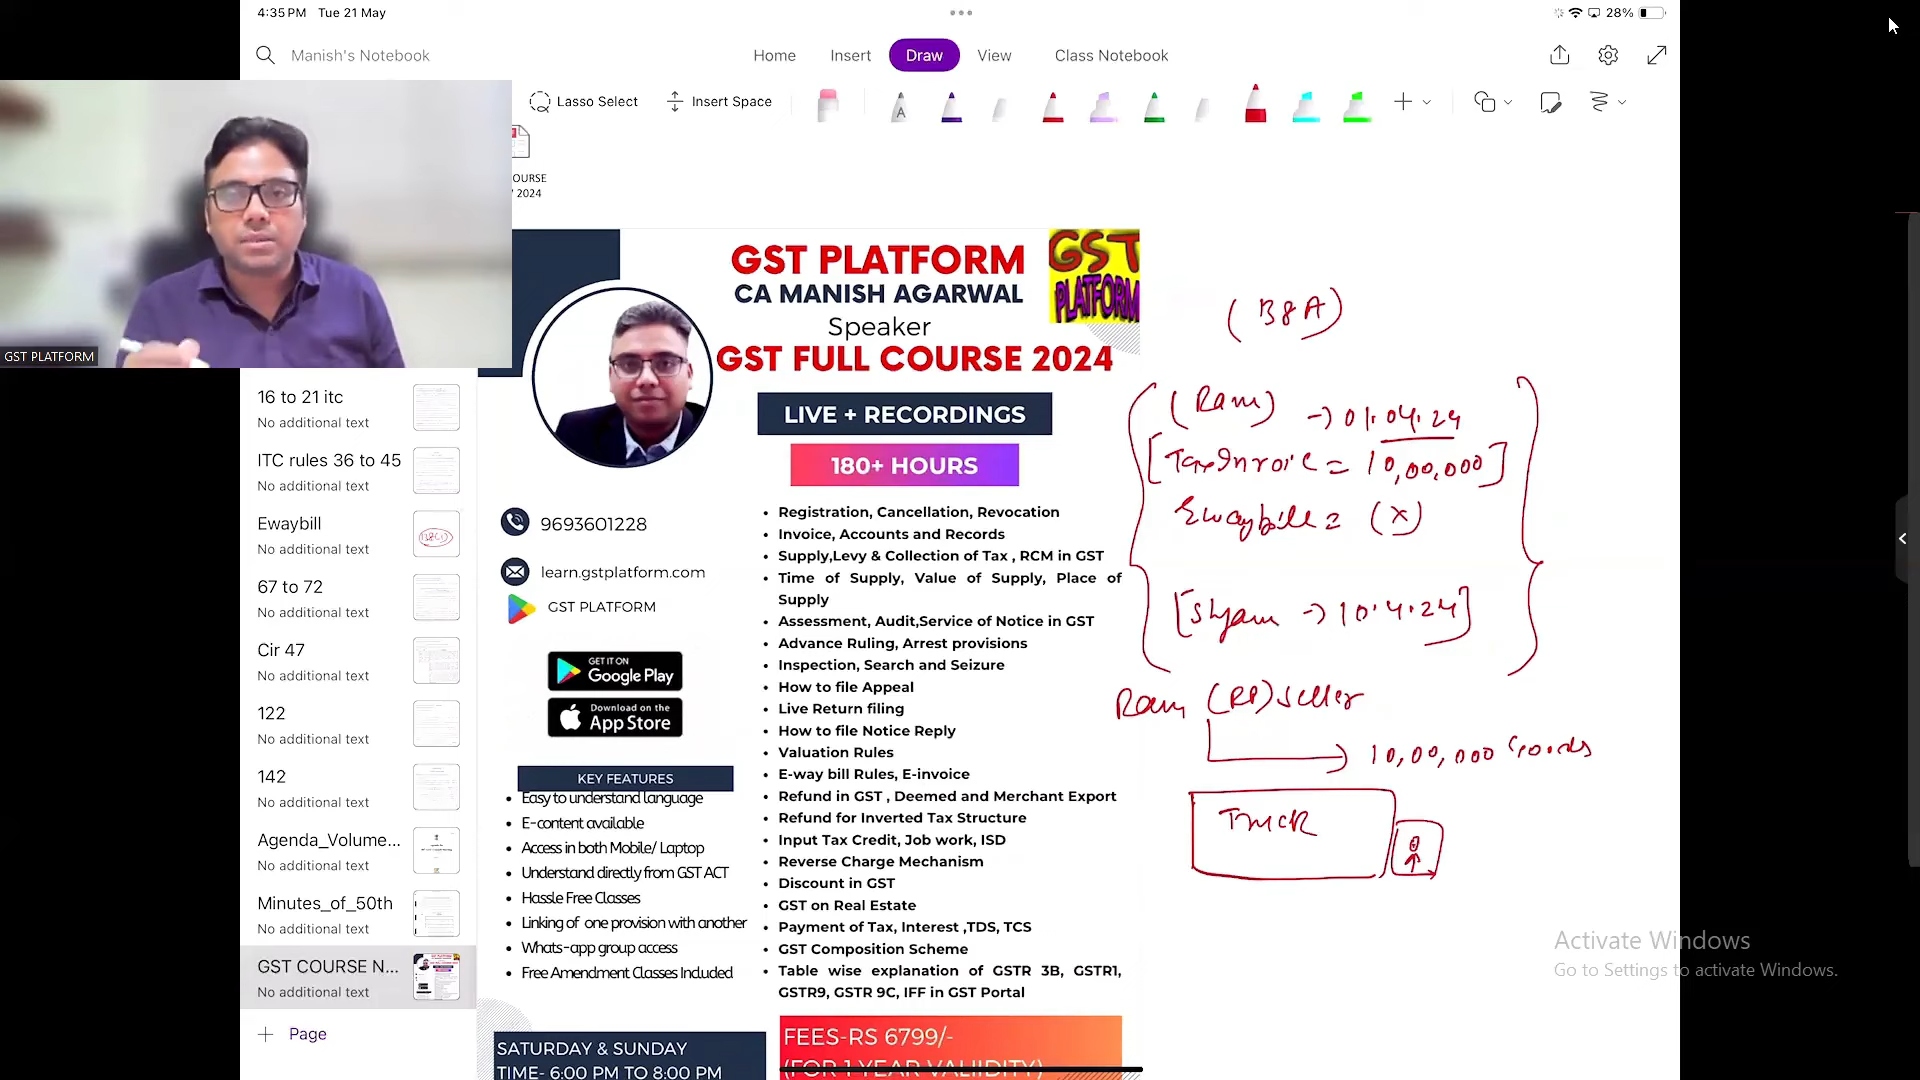 4:35 PM Tue 21 May
28%
Manish's Notebook
Home Insert Draw View Class Notebook
Lasso Select Insert Space
A
OURSE
2024
GST PLATFORM
16 to 21 itc
No additional text
ITC rules 36 to 45
No additional text
Ewaybill
No additional text
67 to 72
No additional text
Cir 47
No additional text
122
No additional text
142
No additional text
Agenda_Volume...
No additional text
Minutes_of_50th
No additional text
GST COURSE N...
No additional text
Page
GST PLATFORM
CA MANISH AGARWAL
Speaker
GST FULL COURSE 2024
GST
PLATFORM
LIVE + RECORDINGS
180+ HOURS
9693601228
learn.gstplatform.com
GST PLATFORM
GET IT ON
Google Play
Download on the
App Store
KEY FEATURES
• Easy to understand language
• E-content available
• Access in both Mobile/ Laptop
• Understand directly from GST ACT
• Hassle Free Classes
• Linking of one provision with another
• Whats-app group access
• Free Amendment Classes Included
• Registration, Cancellation, Revocation
• Invoice, Accounts and Records
• Supply,Levy & Collection of Tax , RCM in GST
• Time of Supply, Value of Supply, Place of
Supply
• Assessment, Audit,Service of Notice in GST
• Advance Ruling, Arrest provisions
• Inspection, Search and Seizure
• How to file Appeal
• Live Return filing
• How to file Notice Reply
• Valuation Rules
• E-way bill Rules, E-invoice
• Refund in GST , Deemed and Merchant Export
• Refund for Inverted Tax Structure
• Input Tax Credit, Job work, ISD
• Reverse Charge Mechanism
• Discount in GST
• GST on Real Estate
• Payment of Tax, Interest ,TDS, TCS
• GST Composition Scheme
• Table wise explanation of GSTR 3B, GSTR1,
GSTR9, GSTR 9C, IFF in GST Portal
SATURDAY & SUNDAY
TIME- 6:00 PM TO 8:00 PM
FEES-RS 6799/-
(FOR 1 YEAR VALIIDITY)
(138A)
(Ram) → 01.04.24
[Tax Invoice = 10,00,000]
Ewaybill = (X)
[Shyam → 10.4.24]
Ram (RP) Seller
10,00,000 Goods
Truck
Activate Windows
Go to Settings to activate Windows.